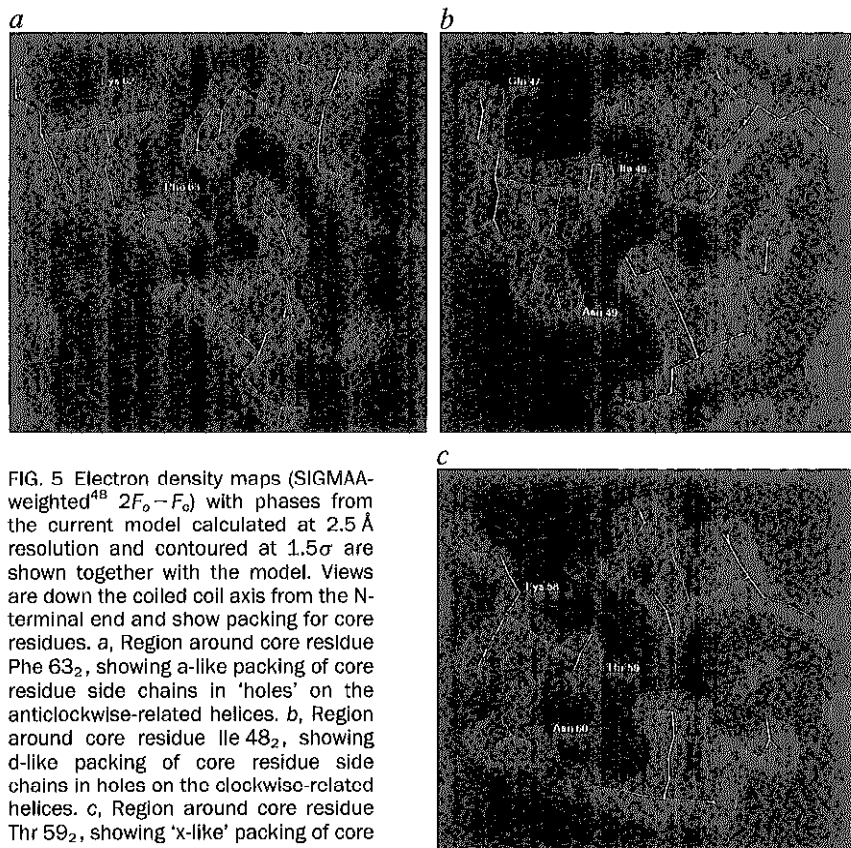 a
b
Phe 63
Gln 47
Ile 48
Asn 49
c
Lys 58
Thr 59
Asn 60
FIG. 5 Electron density maps (SIGMAA-
weighted⁴⁸ 2Fₒ−F꜀) with phases from
the current model calculated at 2.5 Å
resolution and contoured at 1.5σ are
shown together with the model. Views
are down the coiled coil axis from the N-
terminal end and show packing for core
residues. a, Region around core residue
Phe 63₂, showing a-like packing of core
residue side chains in 'holes' on the
anticlockwise-related helices. b, Region
around core residue Ile 48₂, showing
d-like packing of core residue side
chains in holes on the clockwise-related
helices. c, Region around core residue
Thr 59₂, showing 'x-like' packing of core